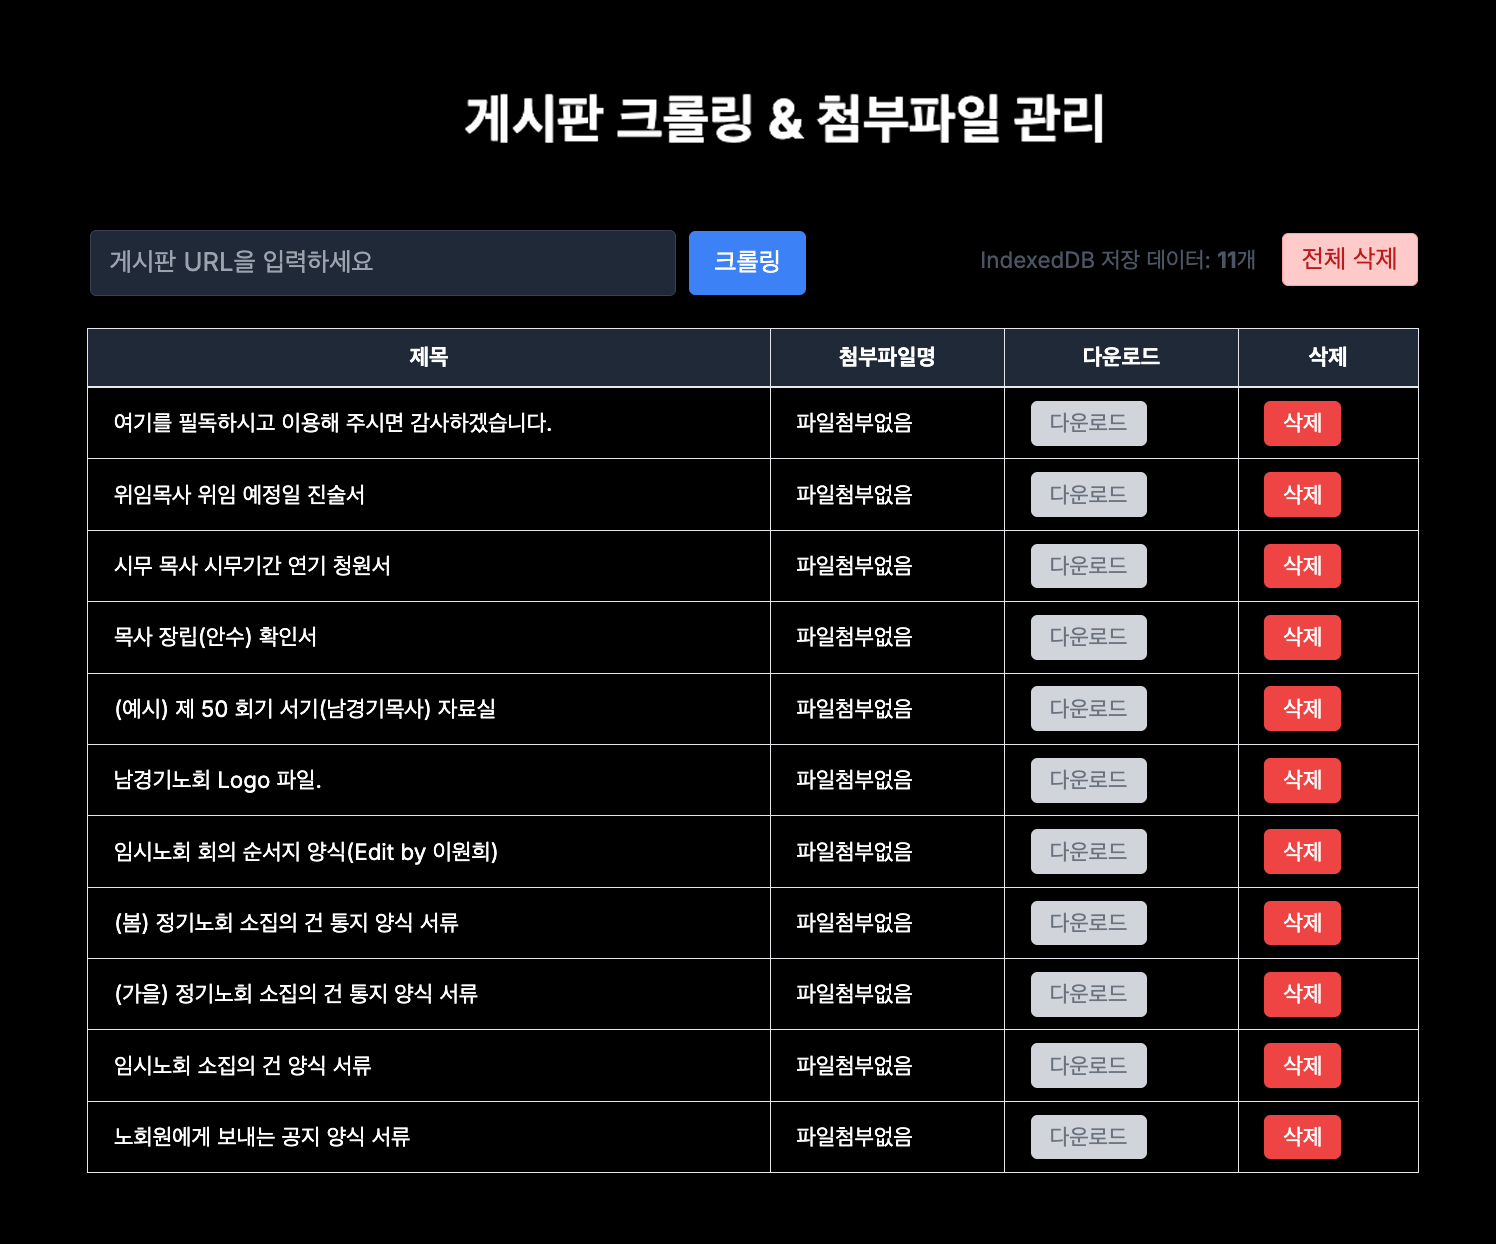 게시판 크롤링 & 첨부파일 관리
게시판 URL을 입력하세요 크롤링 IndexedDB 저장 데이터: 11개 전체 삭제
제목 첨부파일명 다운로드 삭제
여기를 필독하시고 이용해 주시면 감사하겠습니다. 파일첨부없음 다운로드 삭제
위임목사 위임 예정일 진술서 파일첨부없음 다운로드 삭제
시무 목사 시무기간 연기 청원서 파일첨부없음 다운로드 삭제
목사 장립(안수) 확인서 파일첨부없음 다운로드 삭제
(예시) 제 50 회기 서기(남경기목사) 자료실 파일첨부없음 다운로드 삭제
남경기노회 Logo 파일. 파일첨부없음 다운로드 삭제
임시노회 회의 순서지 양식(Edit by 이원희) 파일첨부없음 다운로드 삭제
(봄) 정기노회 소집의 건 통지 양식 서류 파일첨부없음 다운로드 삭제
(가을) 정기노회 소집의 건 통지 양식 서류 파일첨부없음 다운로드 삭제
임시노회 소집의 건 양식 서류 파일첨부없음 다운로드 삭제
노회원에게 보내는 공지 양식 서류 파일첨부없음 다운로드 삭제